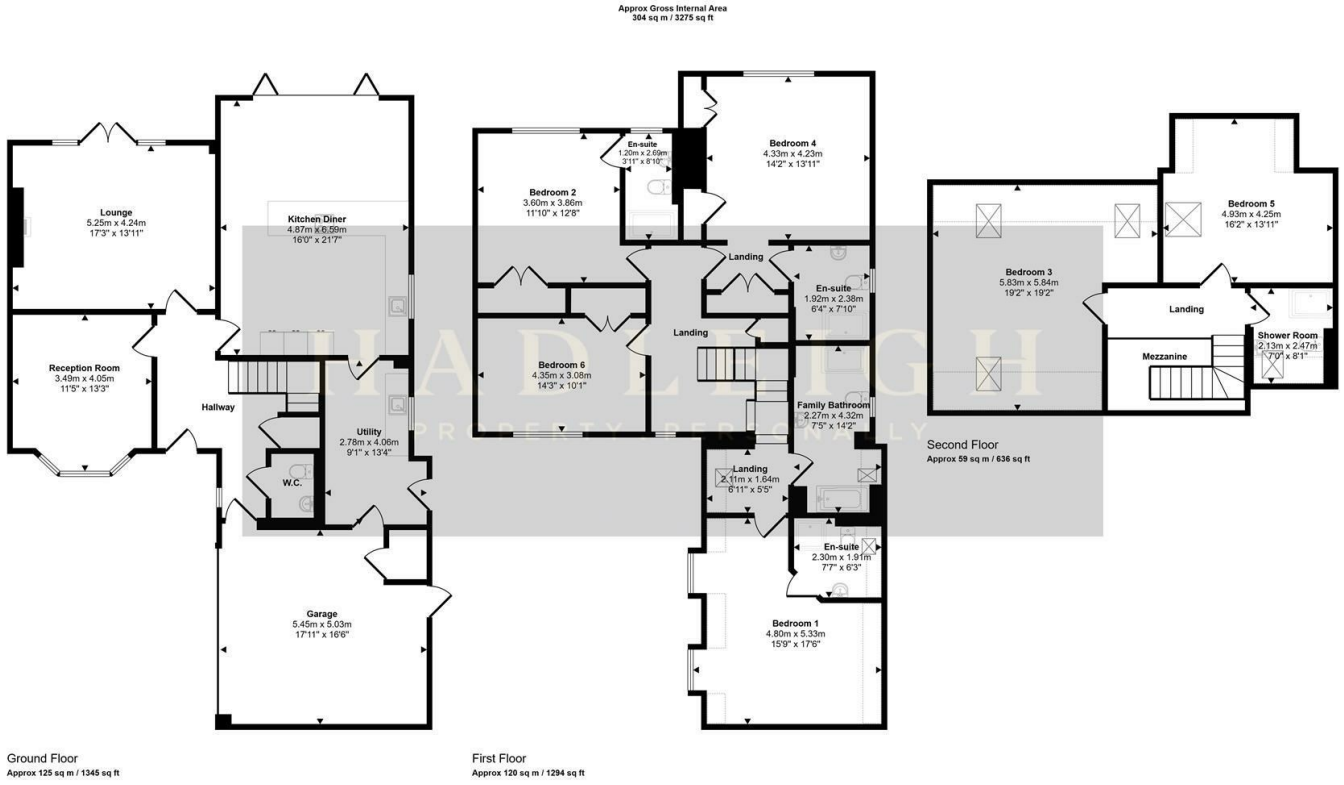 Approx Gross Internal Area
304 sq m / 3275 sq ft
Lounge
5.25m x 4.24m
17'3" x 13'11"
Kitchen Diner
4.87m x 6.59m
16'0" x 21'7"
Reception Room
3.49m x 4.05m
11'5" x 13'3"
Hallway
Utility
2.78m x 4.06m
9'1" x 13'4"
W.C.
Garage
5.45m x 5.03m
17'11" x 16'6"
Ground Floor
Approx 125 sq m / 1345 sq ft
En-suite
1.20m x 2.69m
3'11" x 8'10"
Bedroom 2
3.60m x 3.86m
11'10" x 12'8"
Bedroom 4
4.33m x 4.23m
14'2" x 13'11"
Landing
En-suite
1.92m x 2.38m
6'4" x 7'10"
Landing
Bedroom 6
4.35m x 3.08m
14'3" x 10'1"
Family Bathroom
2.27m x 4.32m
7'5" x 14'2"
Landing
2.11m x 1.64m
6'11" x 5'5"
En-suite
2.30m x 1.91m
7'7" x 6'3"
Bedroom 1
4.80m x 5.33m
15'9" x 17'6"
First Floor
Approx 120 sq m / 1294 sq ft
Bedroom 5
4.93m x 4.25m
16'2" x 13'11"
Bedroom 3
5.83m x 5.84m
19'2" x 19'2"
Landing
Shower Room
2.13m x 2.47m
7'0" x 8'1"
Mezzanine
Second Floor
Approx 59 sq m / 636 sq ft
HADLEIGH
PROPERTY PERSONALLY